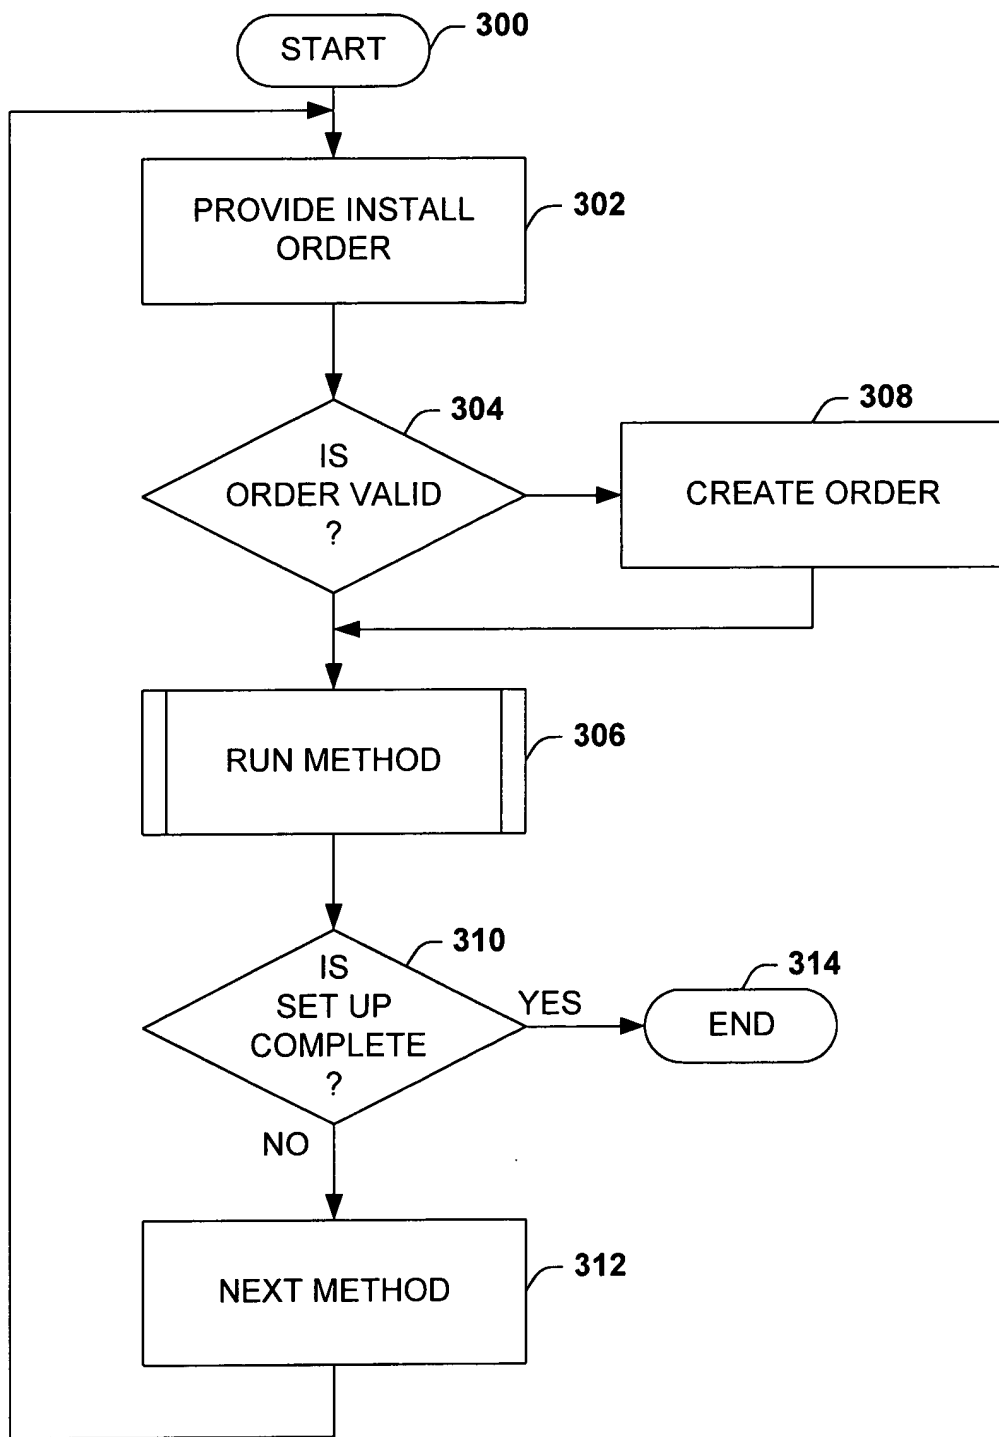 START
300
PROVIDE INSTALL
ORDER
302
IS
ORDER VALID
?
304
CREATE ORDER
308
RUN METHOD
306
IS
SET UP
COMPLETE
?
310
YES
END
314
NO
NEXT METHOD
312